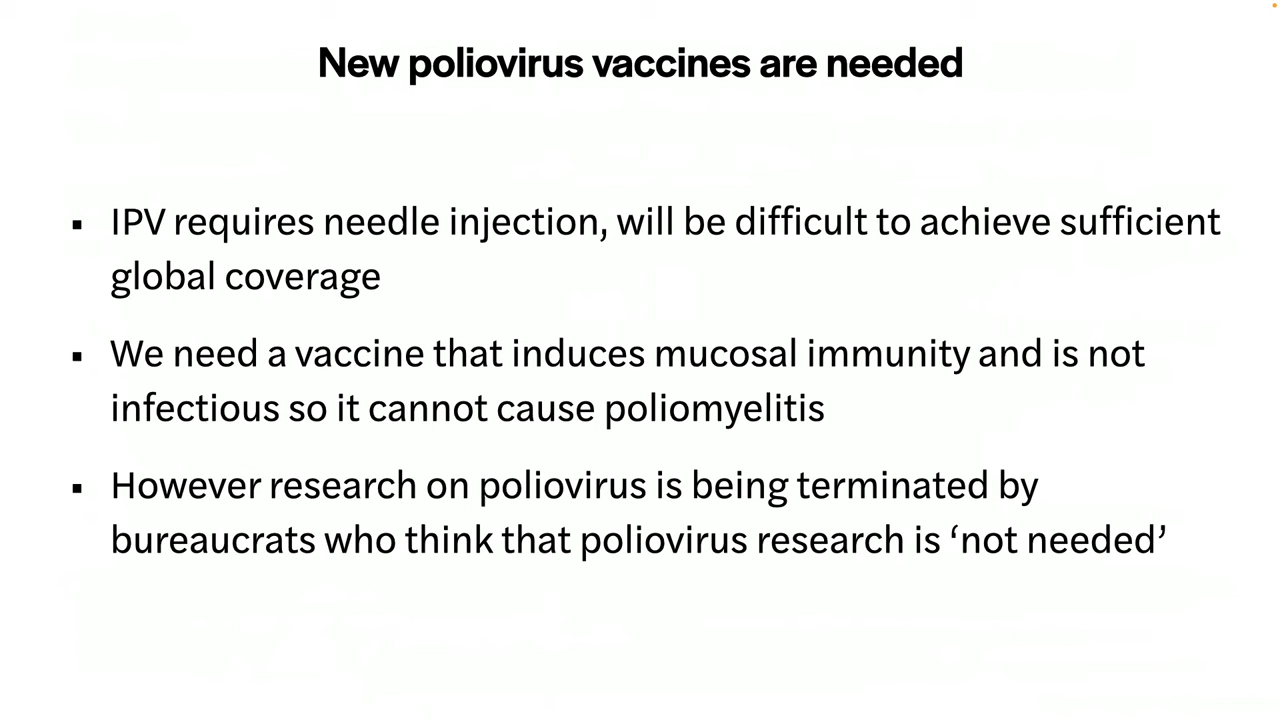 New poliovirus vaccines are needed
▪ IPV requires needle injection, will be difficult to achieve sufficient
global coverage
▪ We need a vaccine that induces mucosal immunity and is not
infectious so it cannot cause poliomyelitis
▪ However research on poliovirus is being terminated by
bureaucrats who think that poliovirus research is ‘not needed’